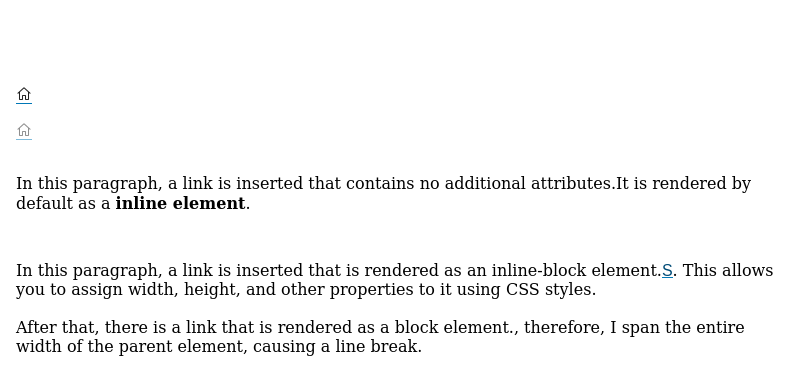 In this paragraph, a link is inserted that contains no additional attributes.It is rendered by
default as a inline element.
In this paragraph, a link is inserted that is rendered as an inline-block element.S. This allows
you to assign width, height, and other properties to it using CSS styles.
After that, there is a link that is rendered as a block element., therefore, I span the entire
width of the parent element, causing a line break.